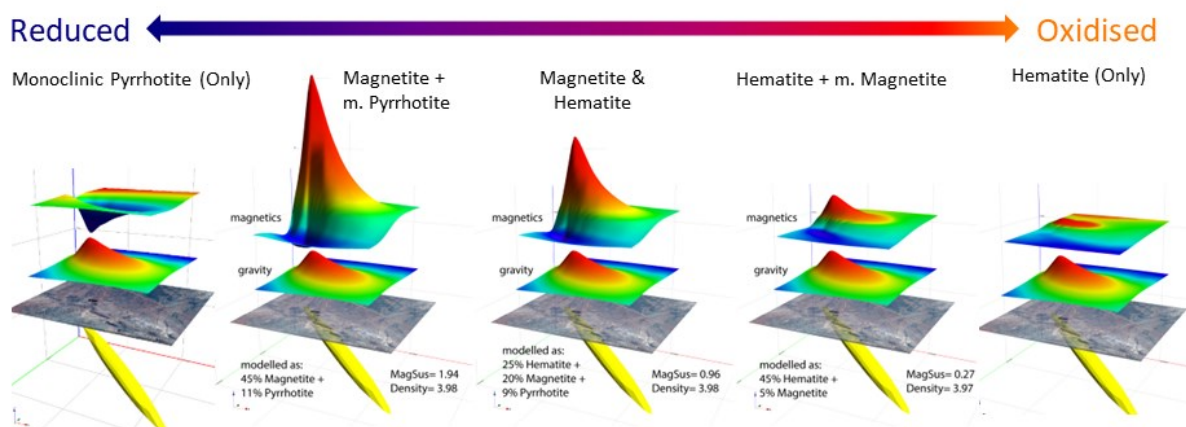 Reduced
Oxidised
Monoclinic Pyrrhotite (Only)
Magnetite +
m. Pyrrhotite
Magnetite &
Hematite
Hematite + m. Magnetite
Hematite (Only)
magnetics
gravity
modelled as:
45% Magnetite +
11% Pyrrhotite
MagSus= 1.94
Density= 3.98
magnetics
gravity
modelled as:
25% Hematite +
20% Magnetite +
9% Pyrrhotite
MagSus= 0.96
Density= 3.98
magnetics
gravity
modelled as:
45% Hematite +
5% Magnetite
MagSus= 0.27
Density= 3.97